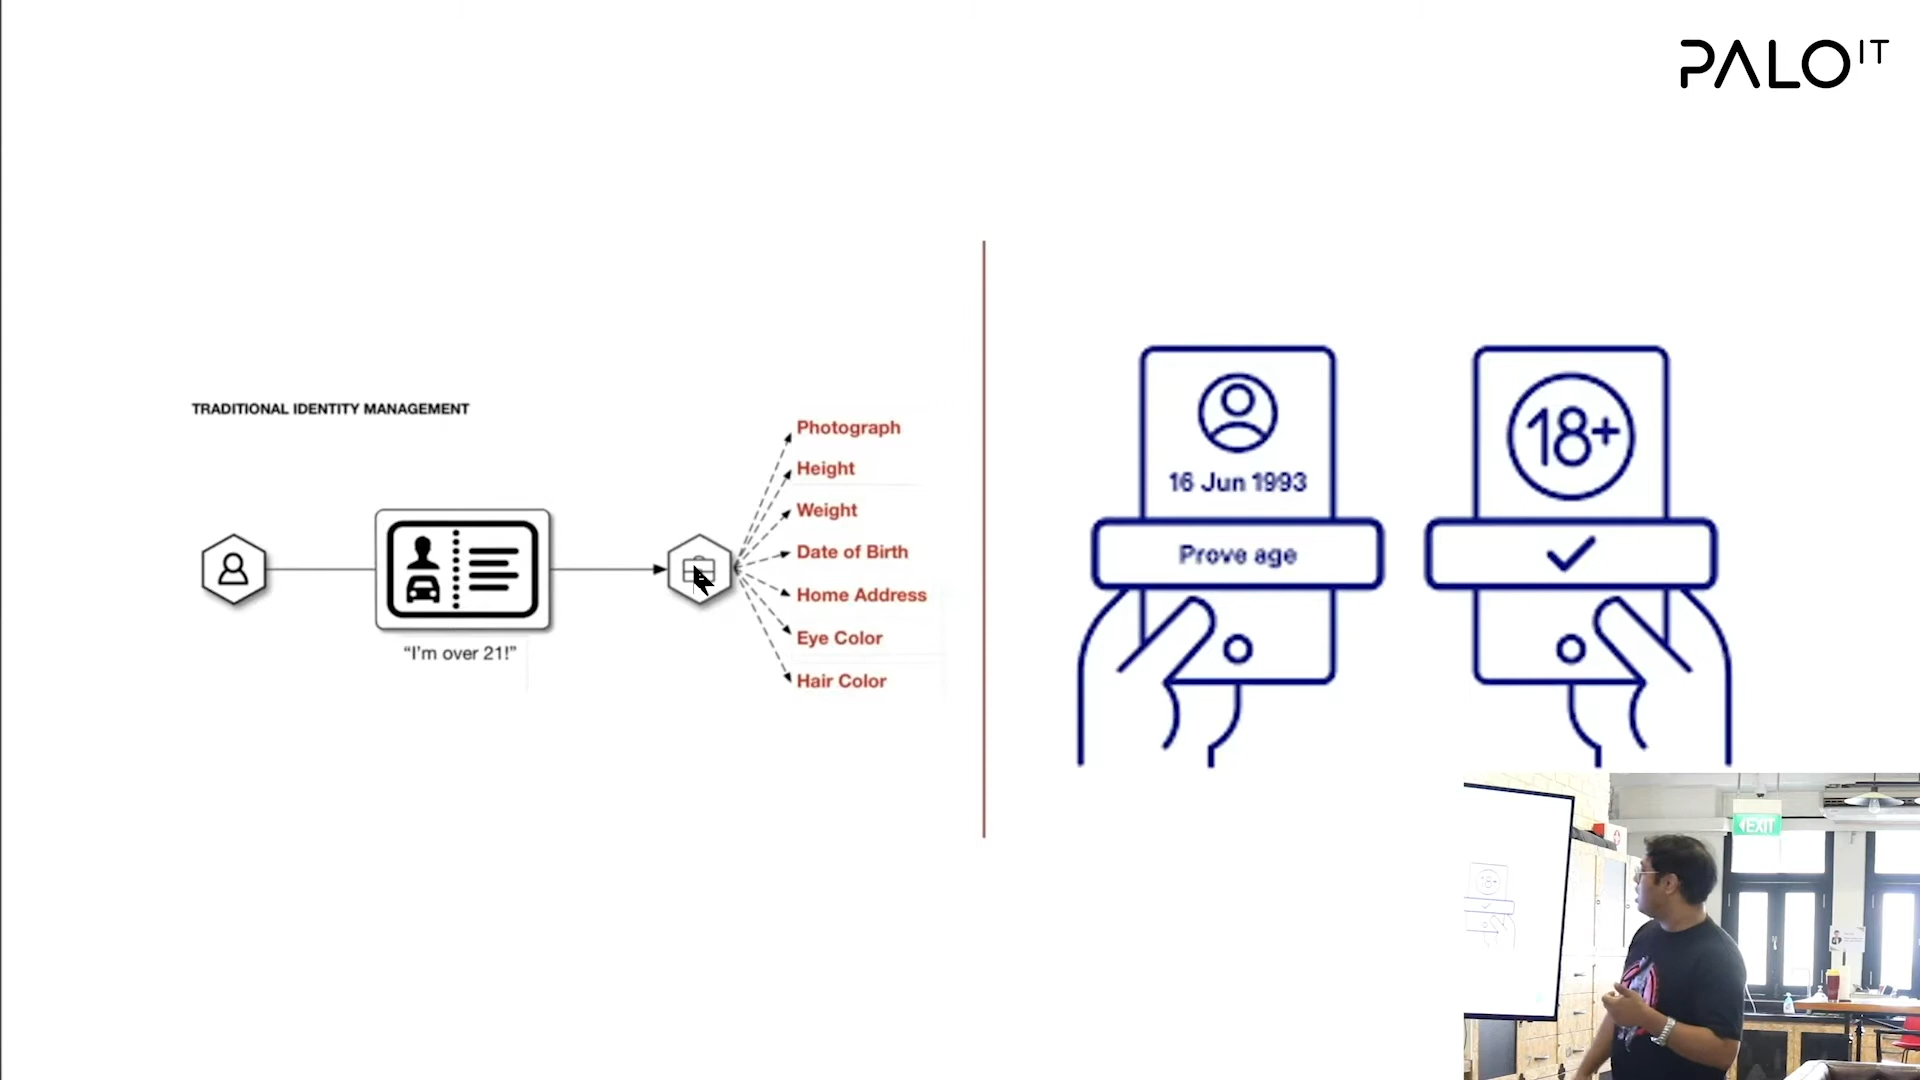 PALO IT
TRADITIONAL IDENTITY MANAGEMENT
“I’m over 21!”
Photograph
Height
Weight
Date of Birth
Home Address
Eye Color
Hair Color
16 Jun 1993
Prove age
18+
18+
EXIT